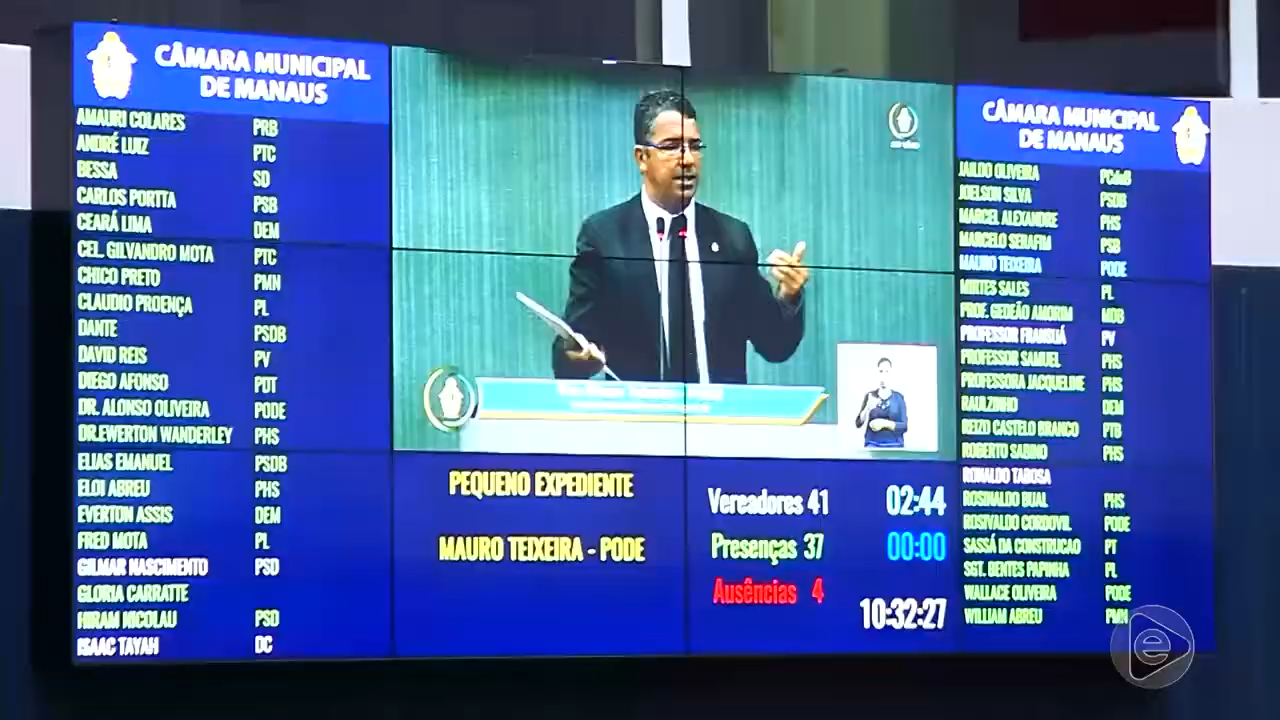 CÂMARA MUNICIPAL
DE MANAUS
AMAURI COLARES PRB
ANDRÉ LUIZ PTC
BESSA SD
CARLOS PORTTA PSB
CEARÁ LIMA DEM
CEL. GILVANDRO MOTA PTC
CHICO PRETO PMN
CLAUDIO PROENÇA PL
DANTE PSDB
DAVID REIS PV
DIEGO AFONSO PDT
DR. ALONSO OLIVEIRA PODE
DR.EWERTON WANDERLEY PHS
ELIAS EMANUEL PSDB
ELOI ABREU PHS
EVERTON ASSIS DEM
FRED MOTA PL
GILMAR NASCIMENTO PSD
GLORIA CARRATTE
HIRAM NICOLAU PSD
ISAAC TAYAH DC
PEQUENO EXPEDIENTE
MAURO TEIXEIRA - PODE
Vereadores 41 02:44
Presenças 37 00:00
Ausências 4
10:32:27
CÂMARA MUNICIPAL
DE MANAUS
JAILDO OLIVEIRA PCdoB
JOELSON SILVA PSDB
MARCEL ALEXANDRE PHS
MARCELO SERAFIM PSB
MAURO TEIXEIRA PODE
MIRTES SALES PL
PROF. GEDEÃO AMORIM MDB
PROFESSOR FRANSUÁ PV
PROFESSOR SAMUEL PHS
PROFESSORA JACQUELINE PHS
RAULZINHO DEM
REIZO CASTELO BRANCO PTB
ROBERTO SABINO PHS
RONALDO TABOSA
ROSINALDO BUAL PHS
ROSIVALDO CORDOVIL PODE
SASSÁ DA CONSTRUCAO PT
SGT. BENTES PAPINHA PL
WALLACE OLIVEIRA PODE
WILLIAM ABREU PMN
e